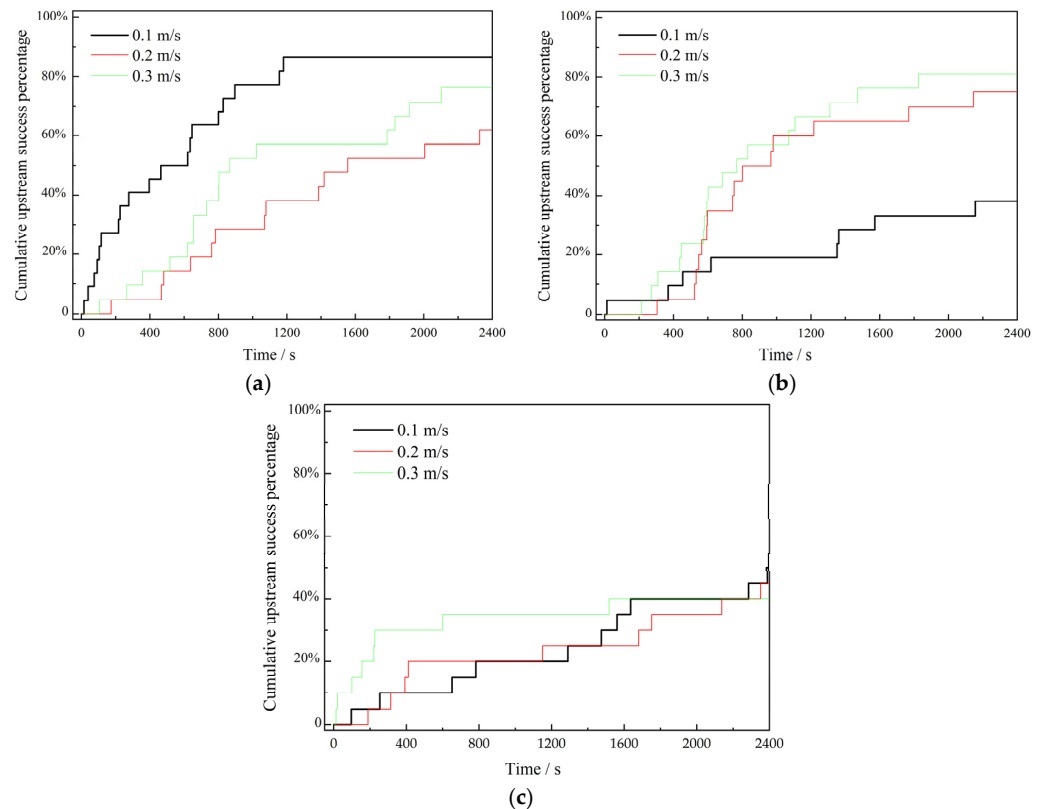 100%
80%
60%
40%
20%
0
Cumulative upstream success percentage
0.1 m/s
0.2 m/s
0.3 m/s
0 400 800 1200 1600 2000 2400
Time / s
(a)
100%
80%
60%
40%
20%
0
Cumulative upstream success percentage
0.1 m/s
0.2 m/s
0.3 m/s
0 400 800 1200 1600 2000 2400
Time / s
(b)
100%
80%
60%
40%
20%
0
Cumulative upstream success percentage
0.1 m/s
0.2 m/s
0.3 m/s
0 400 800 1200 1600 2000 2400
Time / s
(c)